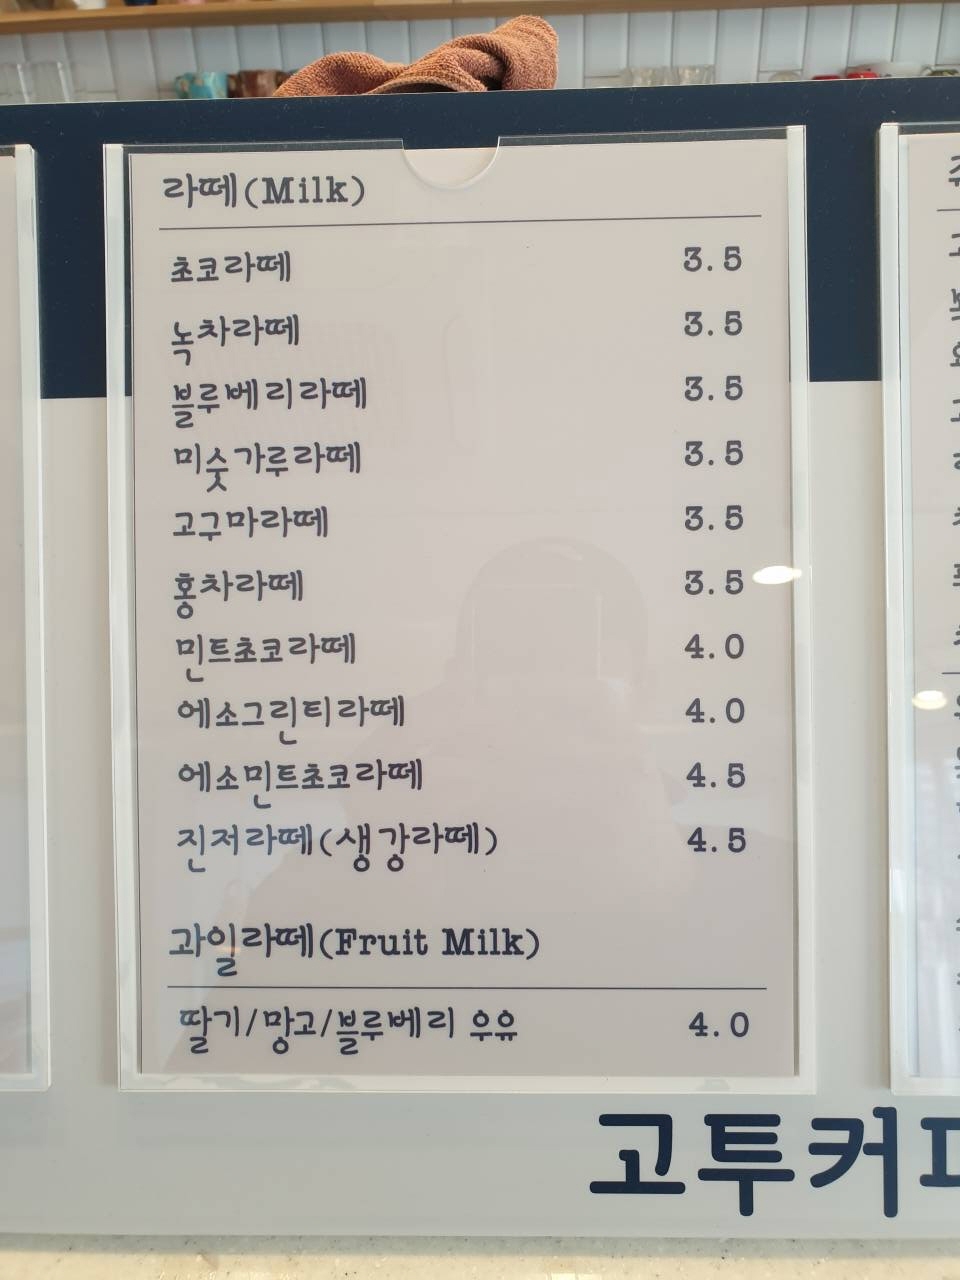 라떼(Milk)
초코라떼 3.5
녹차라떼 3.5
블루베리라떼 3.5
미숫가루라떼 3.5
고구마라떼 3.5
홍차라떼 3.5
민트초코라떼 4.0
에소그린티라떼 4.0
에소민트초코라떼 4.5
진저라떼(생강라떼) 4.5
과일라떼(Fruit Milk)
딸기/망고/블루베리 우유 4.0
고투커피